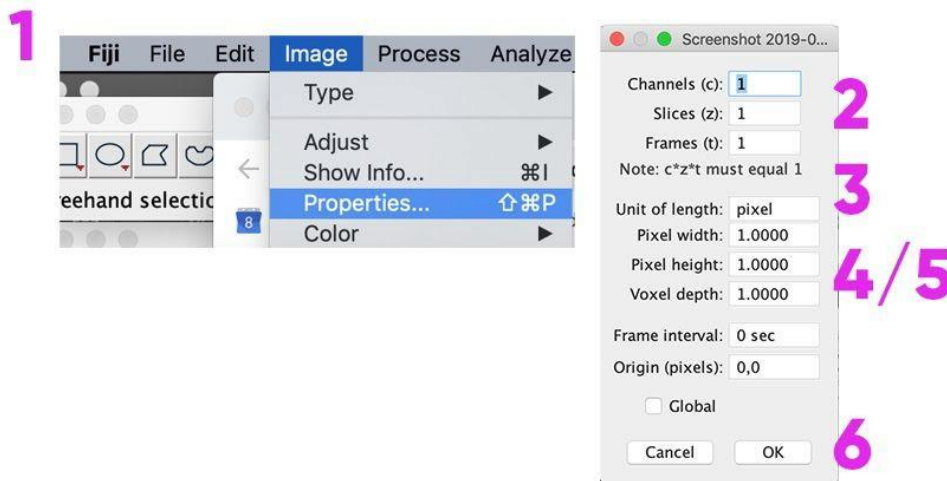 1
Fiji File Edit Image Process Analyze
Type
Adjust
Show Info... ⌘I
Properties... ⇧⌘P
Color
eehand selectic
8
Screenshot 2019-0...
Channels (c): 1
Slices (z): 1
Frames (t): 1
Note: c*z*t must equal 1
2
3
Unit of length: pixel
Pixel width: 1.0000
Pixel height: 1.0000
Voxel depth: 1.0000
4/5
Frame interval: 0 sec
Origin (pixels): 0,0
Global
Cancel OK
6